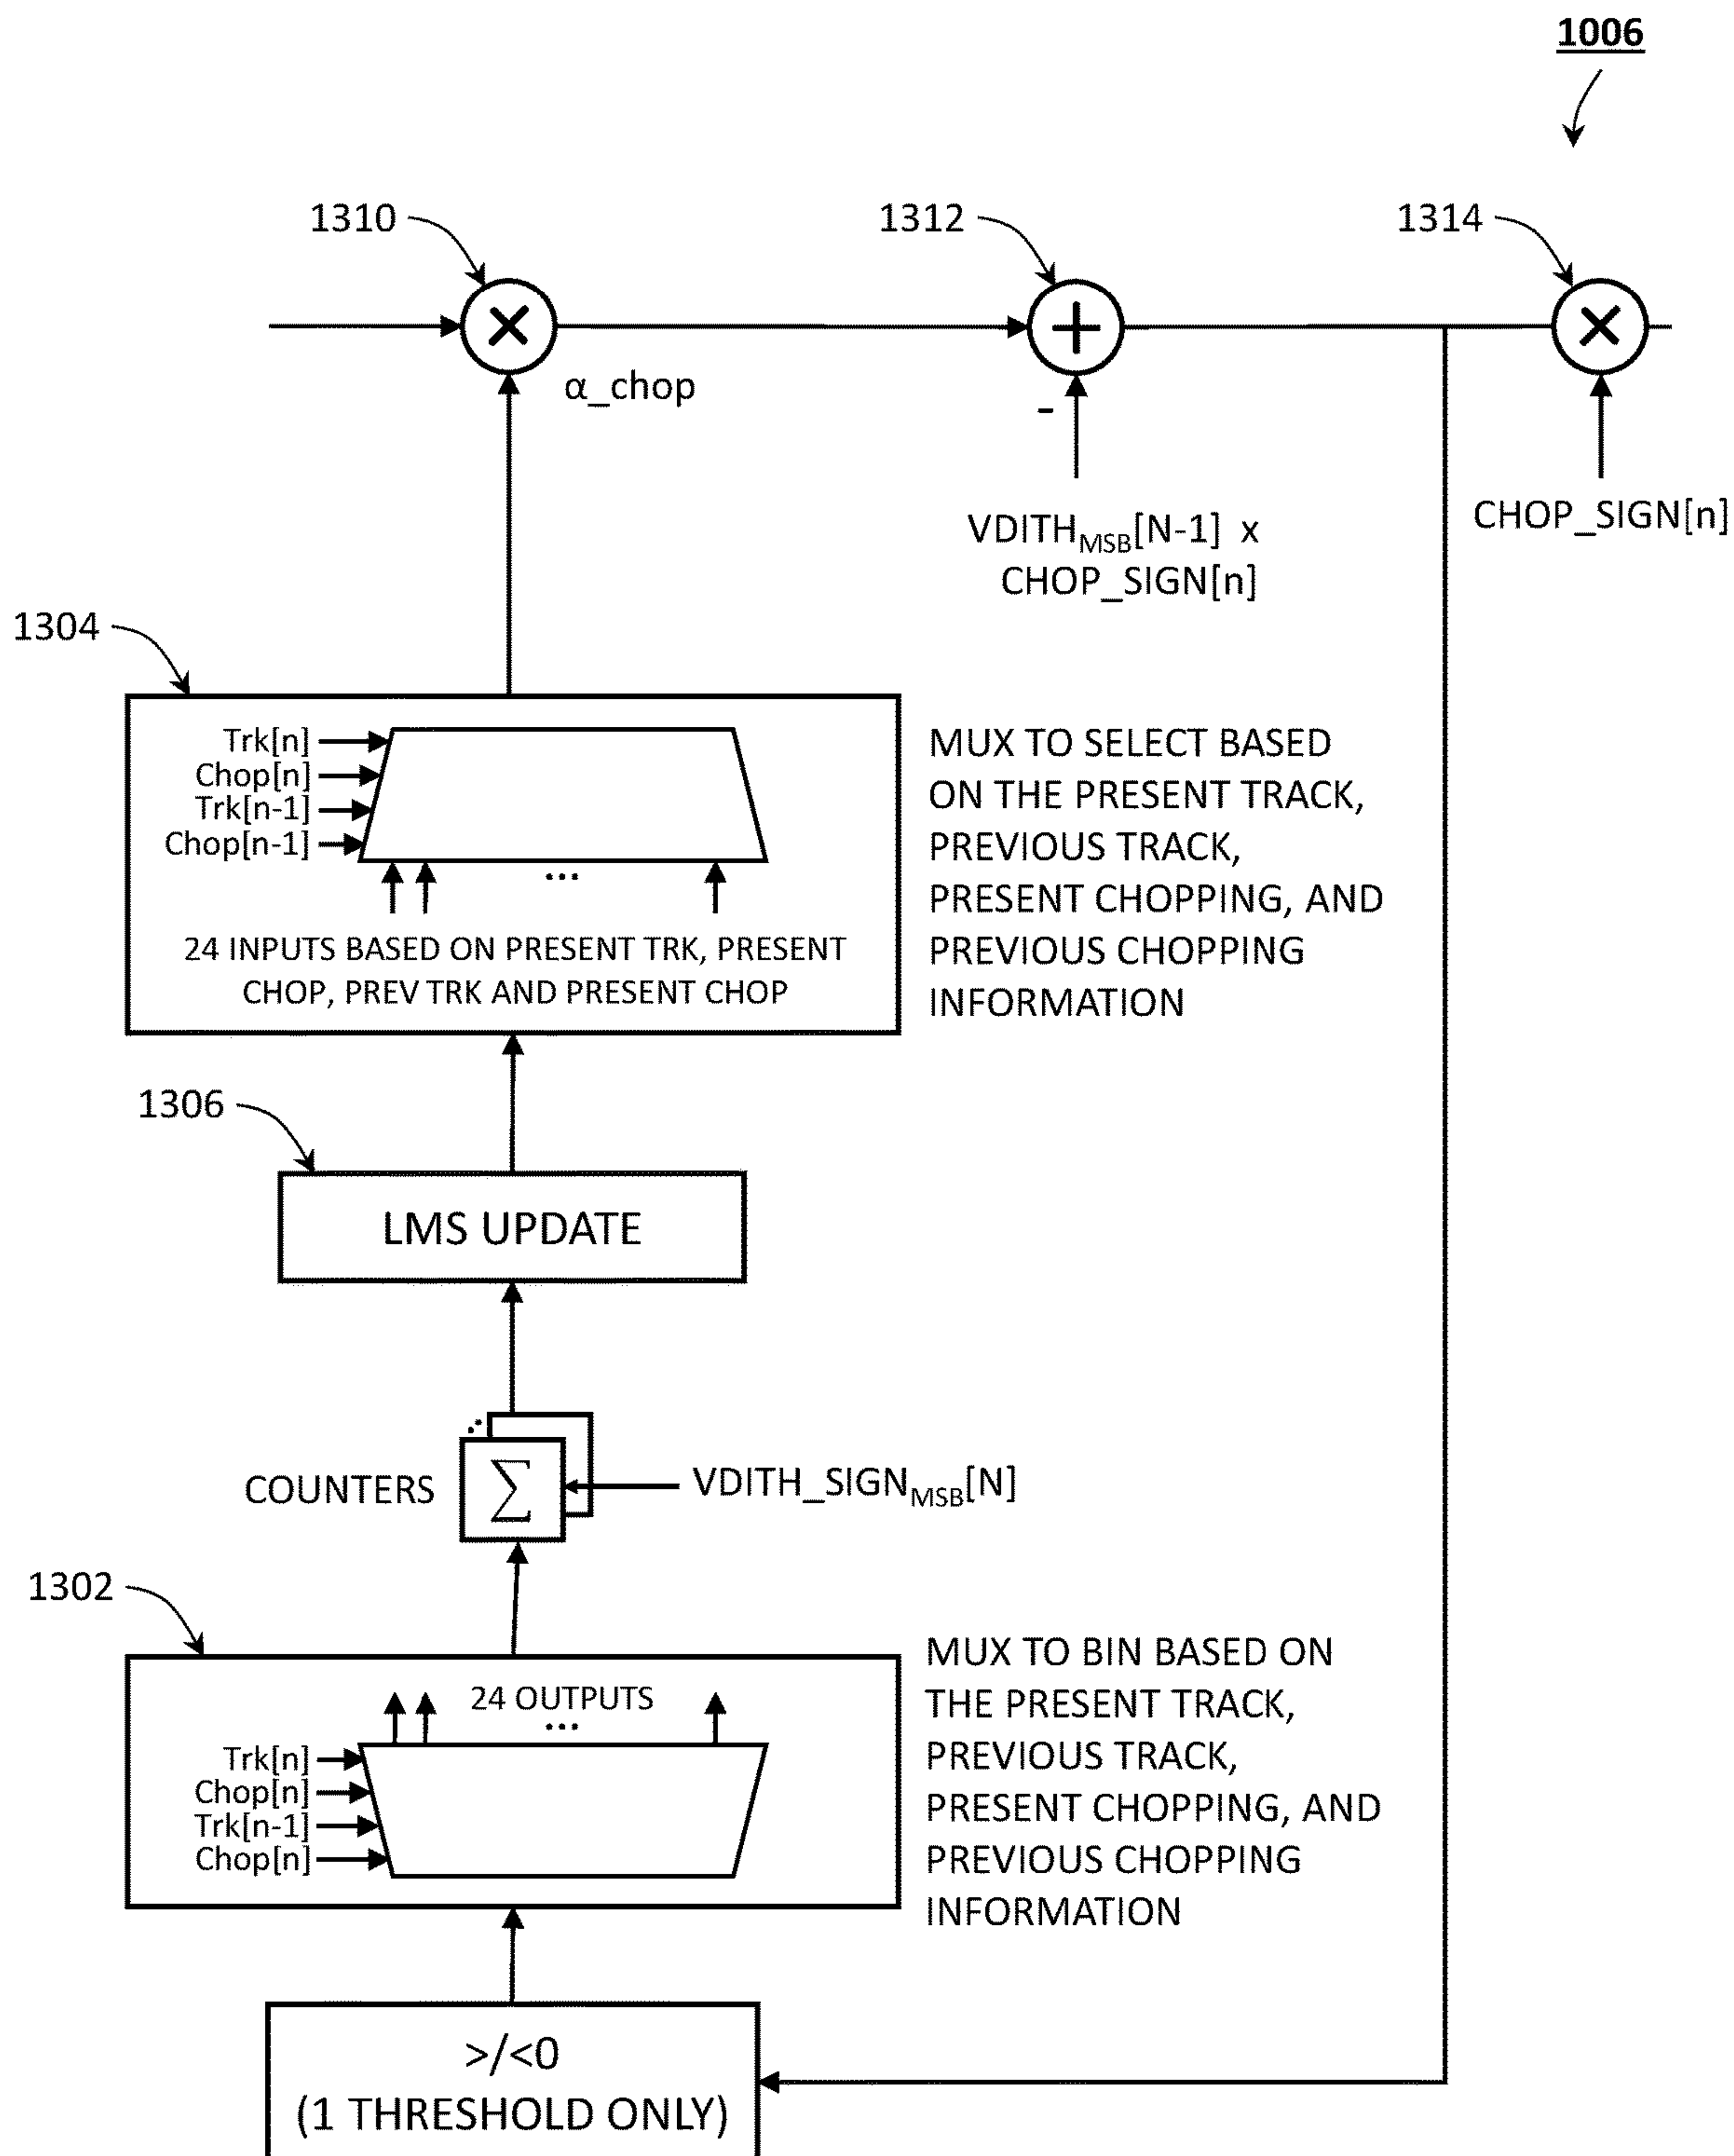 1006
1310
1312
1314
×
+
×
α_chop
-
VDITH_MSB[N-1] x
CHOP_SIGN[n]
CHOP_SIGN[n]
1304
Trk[n]
Chop[n]
Trk[n-1]
Chop[n-1]
...
24 INPUTS BASED ON PRESENT TRK, PRESENT
CHOP, PREV TRK AND PRESENT CHOP
MUX TO SELECT BASED
ON THE PRESENT TRACK,
PREVIOUS TRACK,
PRESENT CHOPPING, AND
PREVIOUS CHOPPING
INFORMATION
1306
LMS UPDATE
COUNTERS
∑
VDITH_SIGN_MSB[N]
1302
24 OUTPUTS
...
Trk[n]
Chop[n]
Trk[n-1]
Chop[n]
MUX TO BIN BASED ON
THE PRESENT TRACK,
PREVIOUS TRACK,
PRESENT CHOPPING, AND
PREVIOUS CHOPPING
INFORMATION
>/<0
(1 THRESHOLD ONLY)